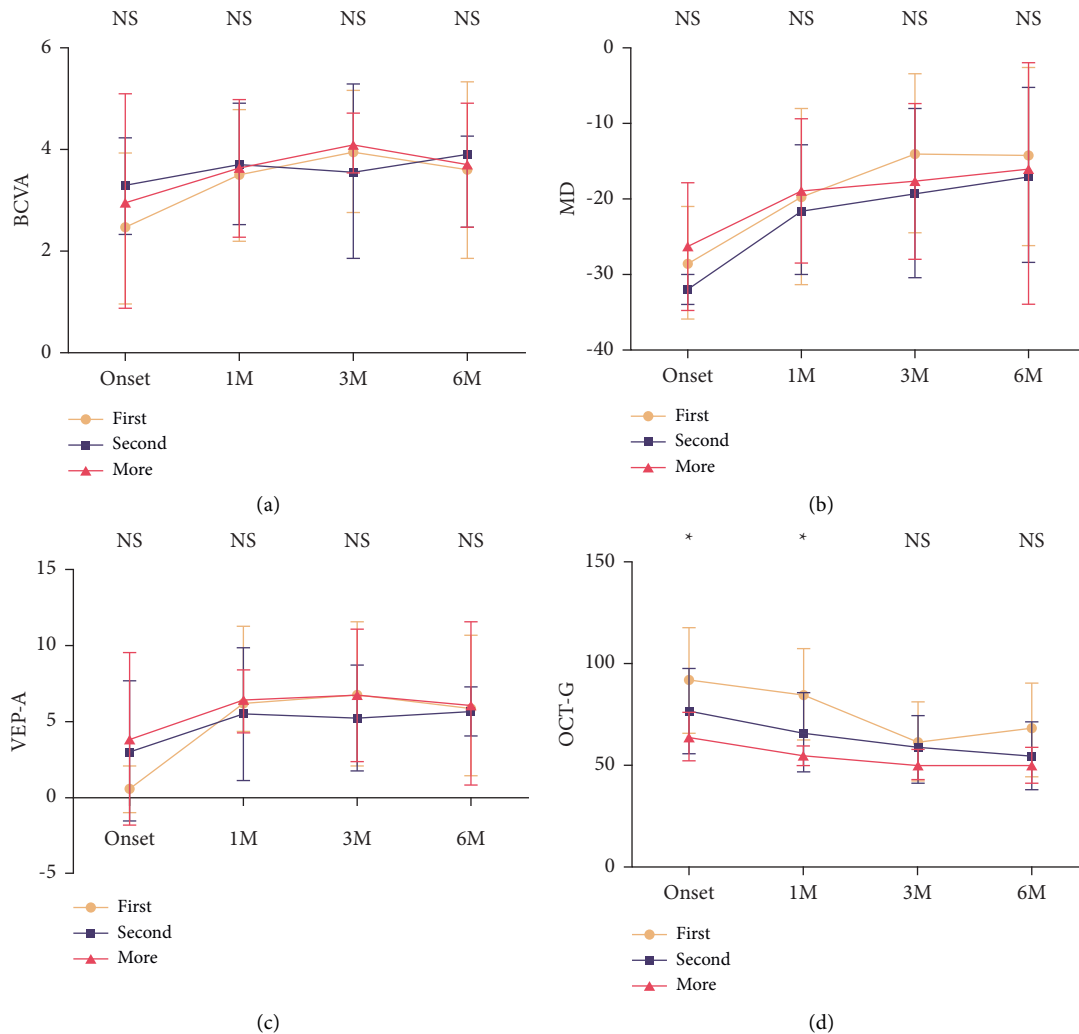 NS NS NS NS
6
4
2
0
BCVA
Onset 1M 3M 6M
First
Second
More
(a)
NS NS NS NS
0
-10
-20
-30
-40
MD
Onset 1M 3M 6M
First
Second
More
(b)
NS NS NS NS
15
10
5
0
-5
VEP-A
Onset 1M 3M 6M
First
Second
More
(c)
* * NS NS
150
100
50
0
OCT-G
Onset 1M 3M 6M
First
Second
More
(d)